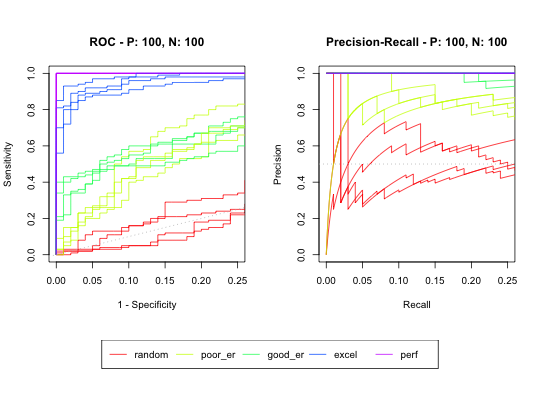 ROC - P: 100, N: 100
Sensitivity
1.0
0.8
0.6
0.4
0.2
0.0
0.00 0.05 0.10 0.15 0.20 0.25
1 - Specificity
Precision-Recall - P: 100, N: 100
Precision
1.0
0.8
0.6
0.4
0.2
0.0
0.00 0.05 0.10 0.15 0.20 0.25
Recall
random poor_er good_er excel perf